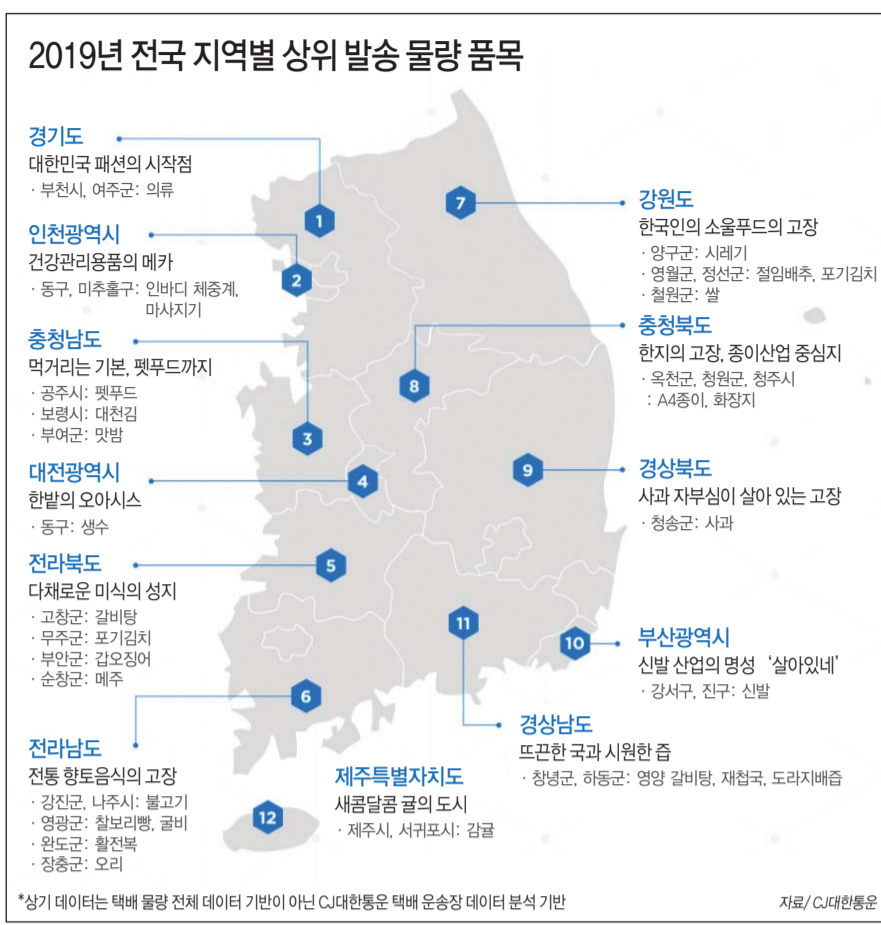 2019년 전국 지역별 상위 발송 물량 품목
경기도
대한민국 패션의 시작점
· 부천시, 여주군: 의류
인천광역시
건강관리용품의 메카
· 동구, 미추홀구: 인바디 체중계,
마사지기
충청남도
먹거리는 기본, 펫푸드까지
· 공주시: 펫푸드
· 보령시: 대천김
· 부여군: 맛밤
대전광역시
한밭의 오아시스
· 동구: 생수
전라북도
다채로운 미식의 성지
· 고창군: 갈비탕
· 무주군: 포기김치
· 부안군: 갑오징어
· 순창군: 메주
전라남도
전통 향토음식의 고장
· 강진군, 나주시: 불고기
· 영광군: 찰보리빵, 굴비
· 완도군: 활전복
· 장충군: 오리
1
2
3
4
5
6
7
8
9
10
11
12
강원도
한국인의 소울푸드의 고장
· 양구군: 시레기
· 영월군, 정선군: 절임배추, 포기김치
· 철원군: 쌀
충청북도
한지의 고장, 종이산업 중심지
· 옥천군, 청원군, 청주시
: A4종이, 화장지
경상북도
사과 자부심이 살아 있는 고장
· 청송군: 사과
부산광역시
신발 산업의 명성 ‘살아있네’
· 강서구, 진구: 신발
경상남도
뜨끈한 국과 시원한 즙
· 창녕군, 하동군: 영양 갈비탕, 재첩국, 도라지배즙
제주특별자치도
새콤달콤 귤의 도시
· 제주시, 서귀포시: 감귤
*상기 데이터는 택배 물량 전체 데이터 기반이 아닌 CJ대한통운 택배 운송장 데이터 분석 기반
자료/ CJ대한통운